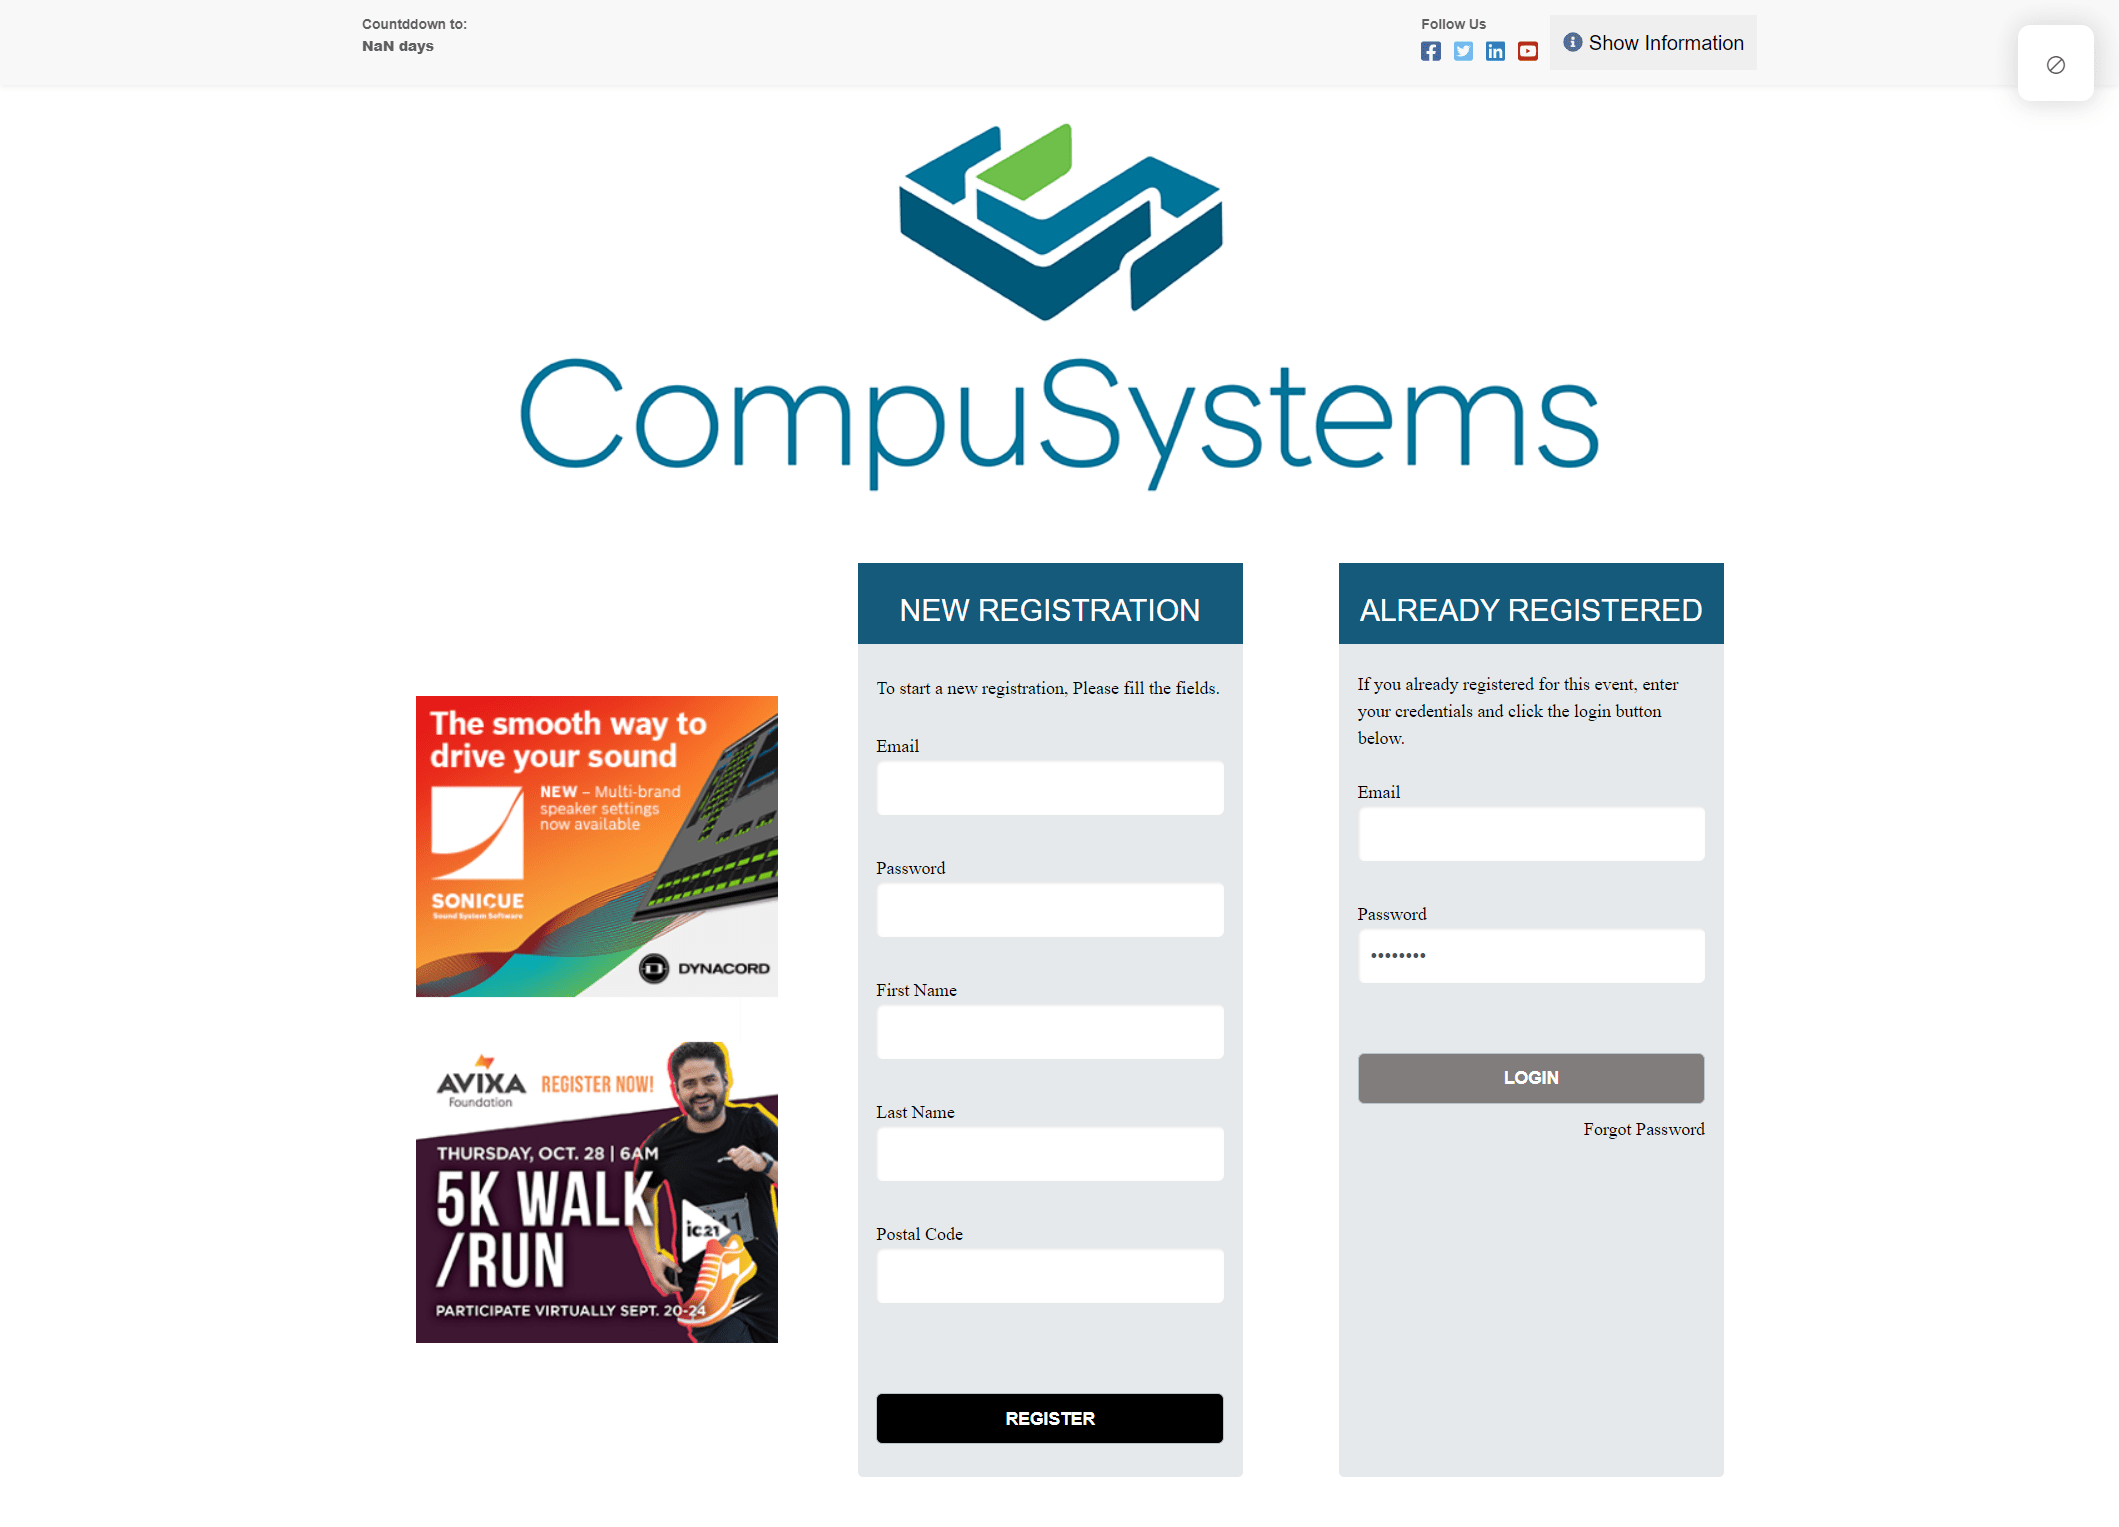 Countddown to:
NaN days
Follow Us
Show Information
CompuSystems
The smooth way to
drive your sound
NEW – Multi-brand
speaker settings
now available
SONICUE
Sound System Software
DYNACORD
AVIXA
Foundation
REGISTER NOW!
THURSDAY, OCT. 28 | 6AM
5K WALK
/RUN
ic21
11
PARTICIPATE VIRTUALLY SEPT. 20-24
NEW REGISTRATION
To start a new registration, Please fill the fields.
Email
Password
First Name
Last Name
Postal Code
REGISTER
ALREADY REGISTERED
If you already registered for this event, enter
your credentials and click the login button
below.
Email
Password
••••••••
LOGIN
Forgot Password